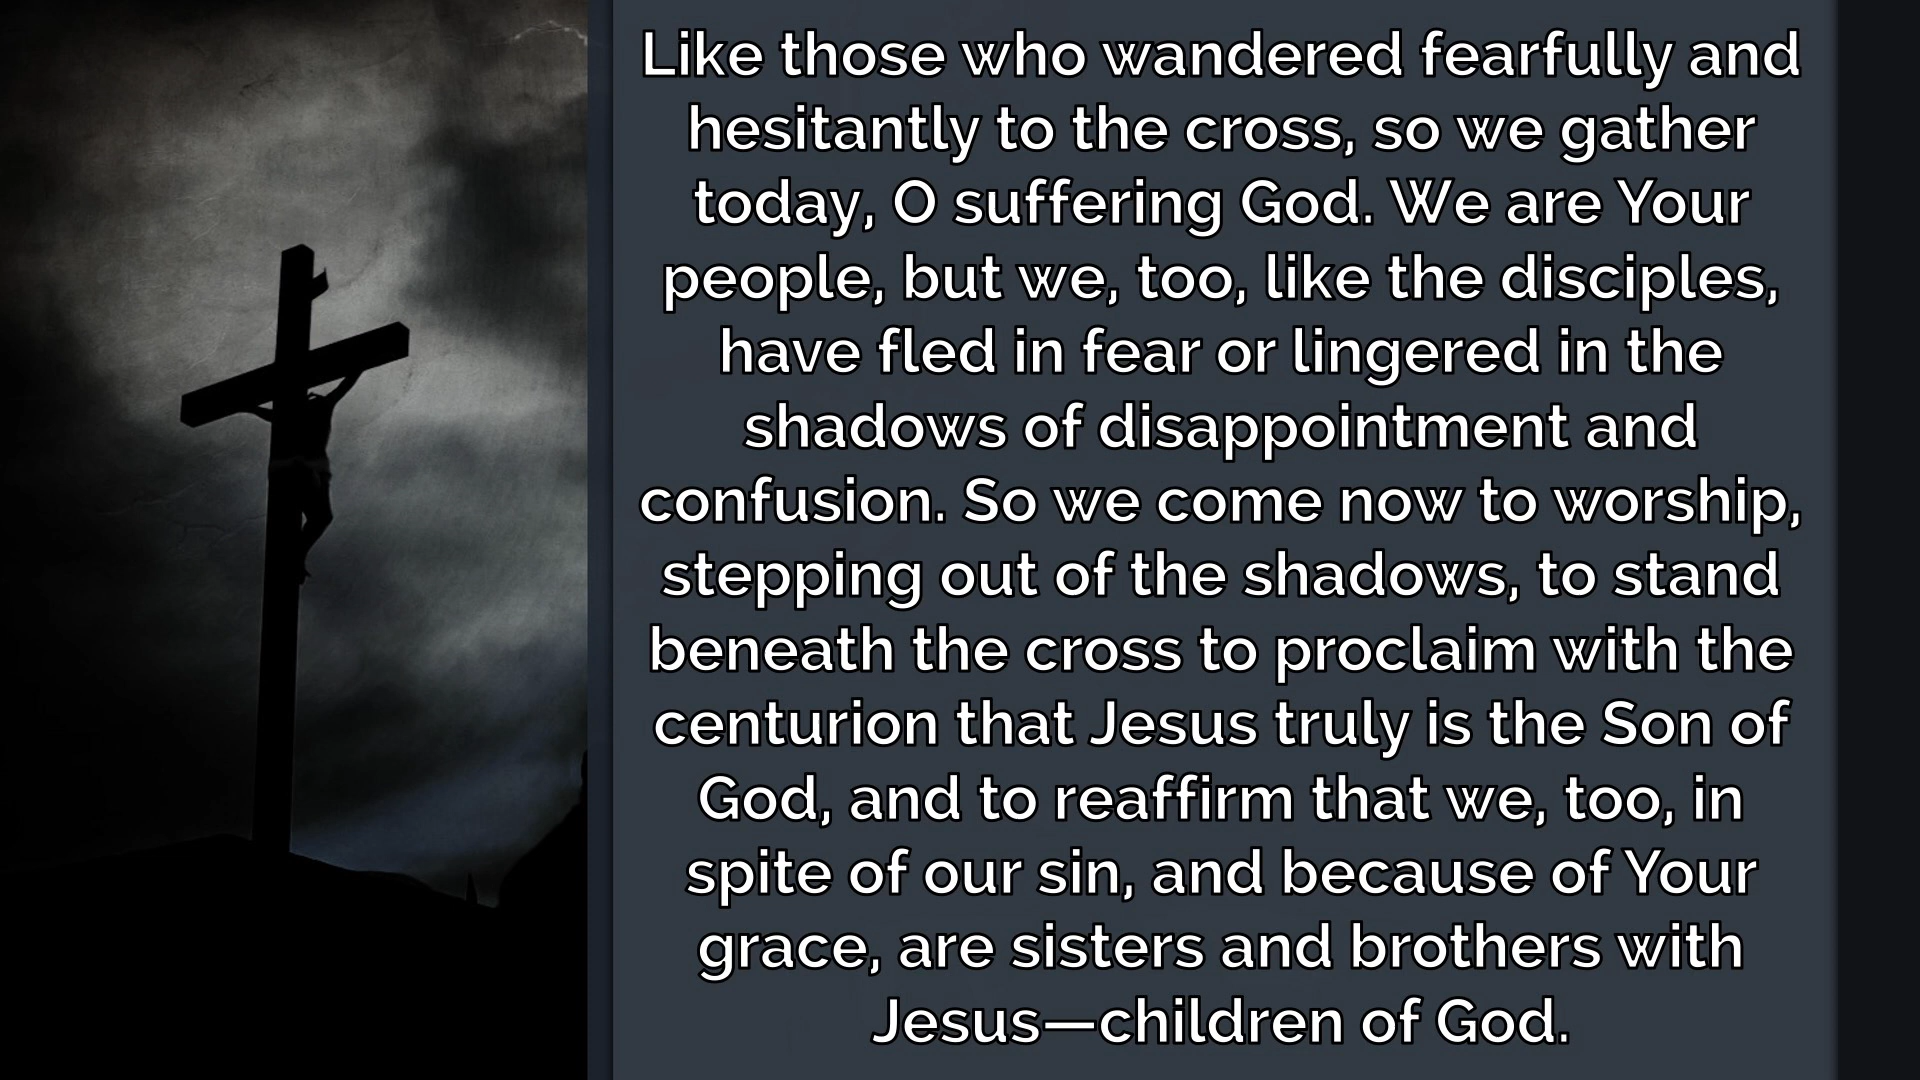 Like those who wandered fearfully and
hesitantly to the cross, so we gather
today, O suffering God. We are Your
people, but we, too, like the disciples,
have fled in fear or lingered in the
shadows of disappointment and
confusion. So we come now to worship,
stepping out of the shadows, to stand
beneath the cross to proclaim with the
centurion that Jesus truly is the Son of
God, and to reaffirm that we, too, in
spite of our sin, and because of Your
grace, are sisters and brothers with
Jesus—children of God.